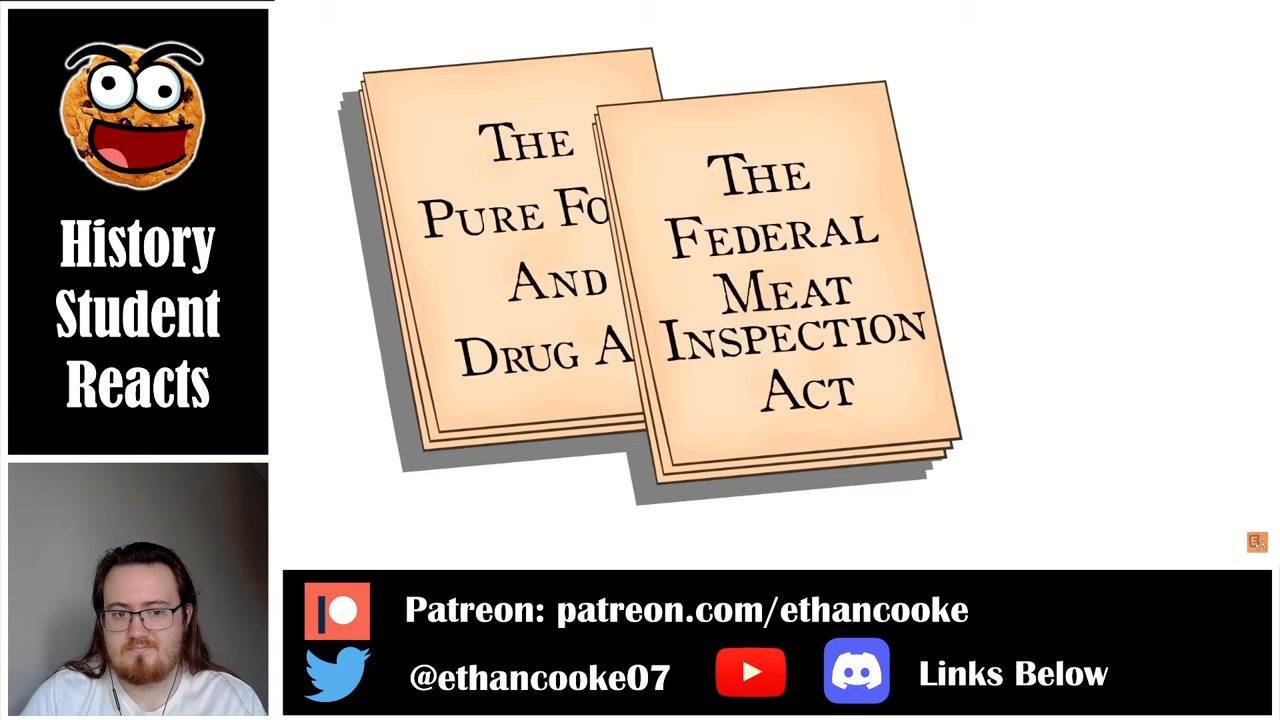 History
Student
Reacts
The
Pure Fo
And
Drug A
The
Federal
Meat
Inspection
Act
Patreon: patreon.com/ethancooke
@ethancooke07
Links Below